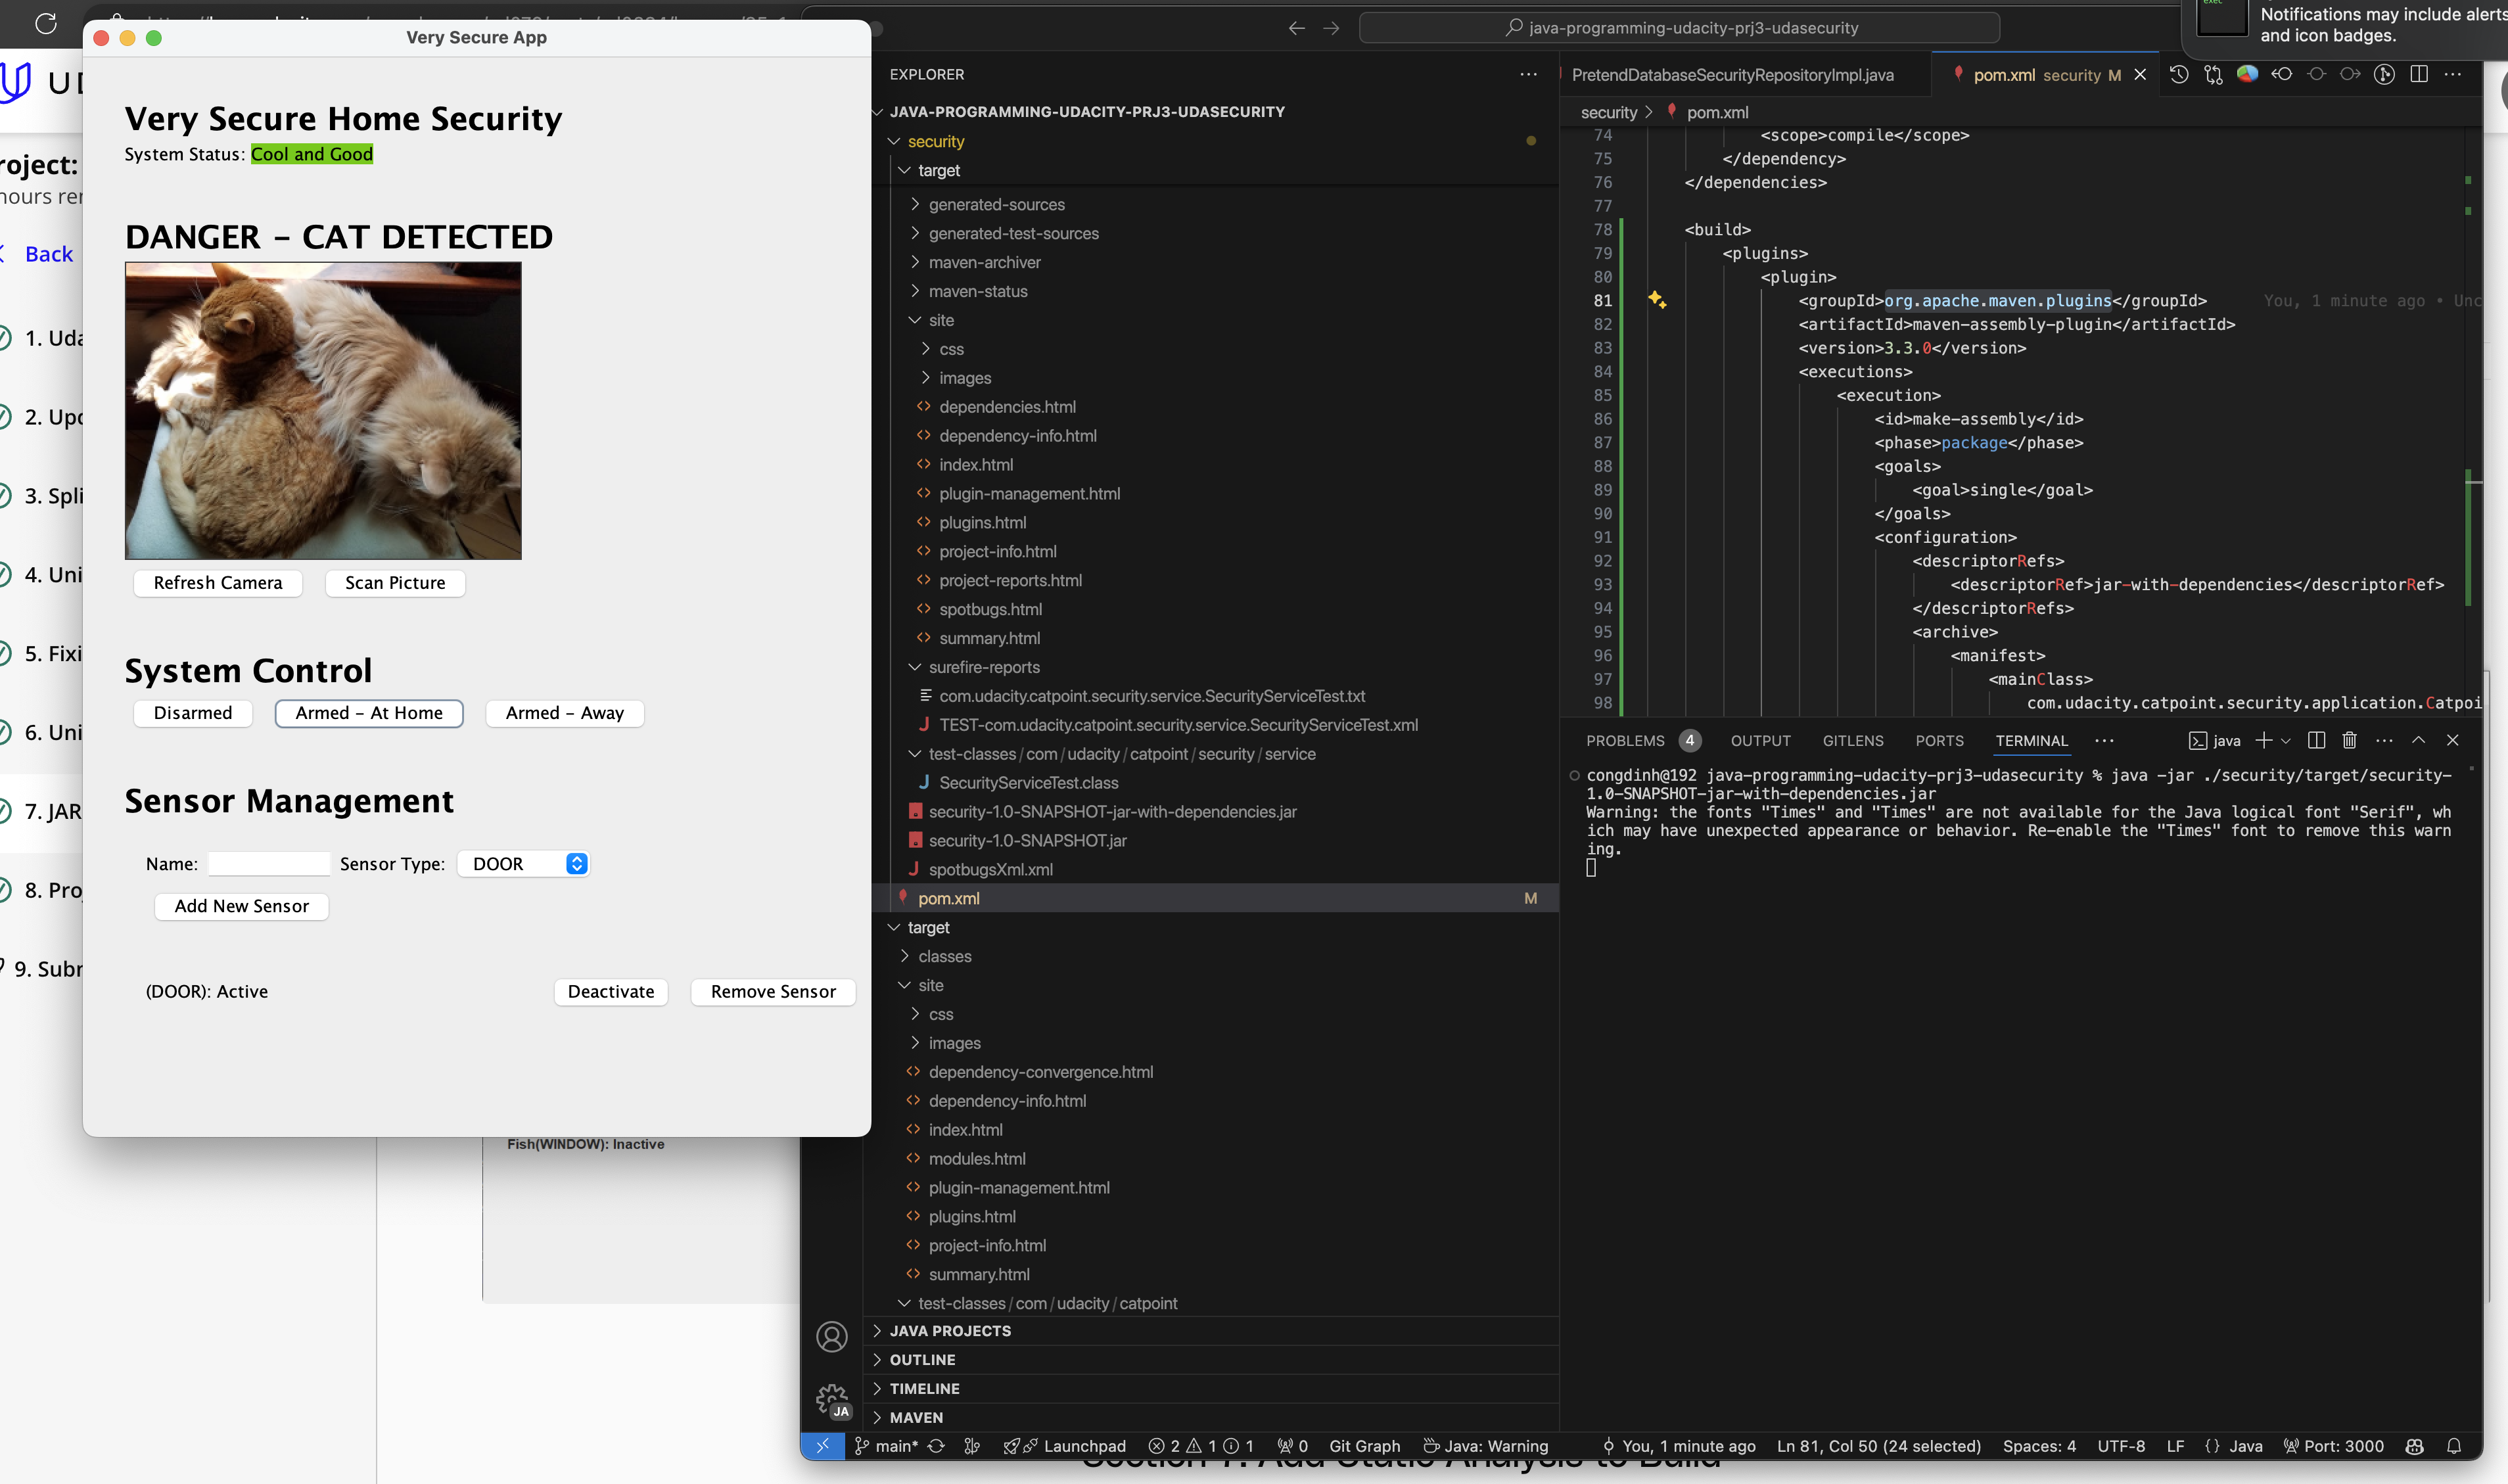 Very Secure App
Very Secure Home Security
System Status: Cool and Good
DANGER – CAT DETECTED
Refresh Camera
Scan Picture
System Control
Disarmed
Armed – At Home
Armed – Away
Sensor Management
Name:
Sensor Type:
DOOR
Add New Sensor
(DOOR): Active
Deactivate
Remove Sensor
Back
hours
1. Uda
2. Upd
3. Spli
4. Uni
5. Fixi
6. Uni
7. JAR
8. Pro
9. Subr
Fish(WINDOW): Inactive
java-programming-udacity-prj3-udasecurity
Notifications may include alerts
and icon badges.
EXPLORER
JAVA-PROGRAMMING-UDACITY-PRJ3-UDASECURITY
security
target
generated-sources
generated-test-sources
maven-archiver
maven-status
site
css
images
dependencies.html
dependency-info.html
index.html
plugin-management.html
plugins.html
project-info.html
project-reports.html
spotbugs.html
summary.html
surefire-reports
com.udacity.catpoint.security.service.SecurityServiceTest.txt
TEST-com.udacity.catpoint.security.service.SecurityServiceTest.xml
test-classes/com/udacity/catpoint/security/service
SecurityServiceTest.class
security-1.0-SNAPSHOT-jar-with-dependencies.jar
security-1.0-SNAPSHOT.jar
spotbugsXml.xml
pom.xml M
target
classes
site
css
images
dependency-convergence.html
dependency-info.html
index.html
modules.html
plugin-management.html
plugins.html
project-info.html
summary.html
test-classes/com/udacity/catpoint
JAVA PROJECTS
OUTLINE
TIMELINE
MAVEN
JA
PretendDatabaseSecurityRepositoryImpl.java
pom.xml security M
security > pom.xml
74 <scope>compile</scope>
75 </dependency>
76 </dependencies>
77
78 <build>
79 <plugins>
80 <plugin>
81 <groupId>org.apache.maven.plugins</groupId> You, 1 minute ago • Unc
82 <artifactId>maven-assembly-plugin</artifactId>
83 <version>3.3.0</version>
84 <executions>
85 <execution>
86 <id>make-assembly</id>
87 <phase>package</phase>
88 <goals>
89 <goal>single</goal>
90 </goals>
91 <configuration>
92 <descriptorRefs>
93 <descriptorRef>jar-with-dependencies</descriptorRef>
94 </descriptorRefs>
95 <archive>
96 <manifest>
97 <mainClass>
98 com.udacity.catpoint.security.application.Catpoi
PROBLEMS 4 OUTPUT GITLENS PORTS TERMINAL
java
congdinh@192 java-programming-udacity-prj3-udasecurity % java -jar ./security/target/security-
1.0-SNAPSHOT-jar-with-dependencies.jar
Warning: the fonts "Times" and "Times" are not available for the Java logical font "Serif", wh
ich may have unexpected appearance or behavior. Re-enable the "Times" font to remove this warn
ing.
main* Launchpad 2 1 1 0 Git Graph Java: Warning You, 1 minute ago Ln 81, Col 50 (24 selected) Spaces: 4 UTF-8 LF {} Java Port: 3000